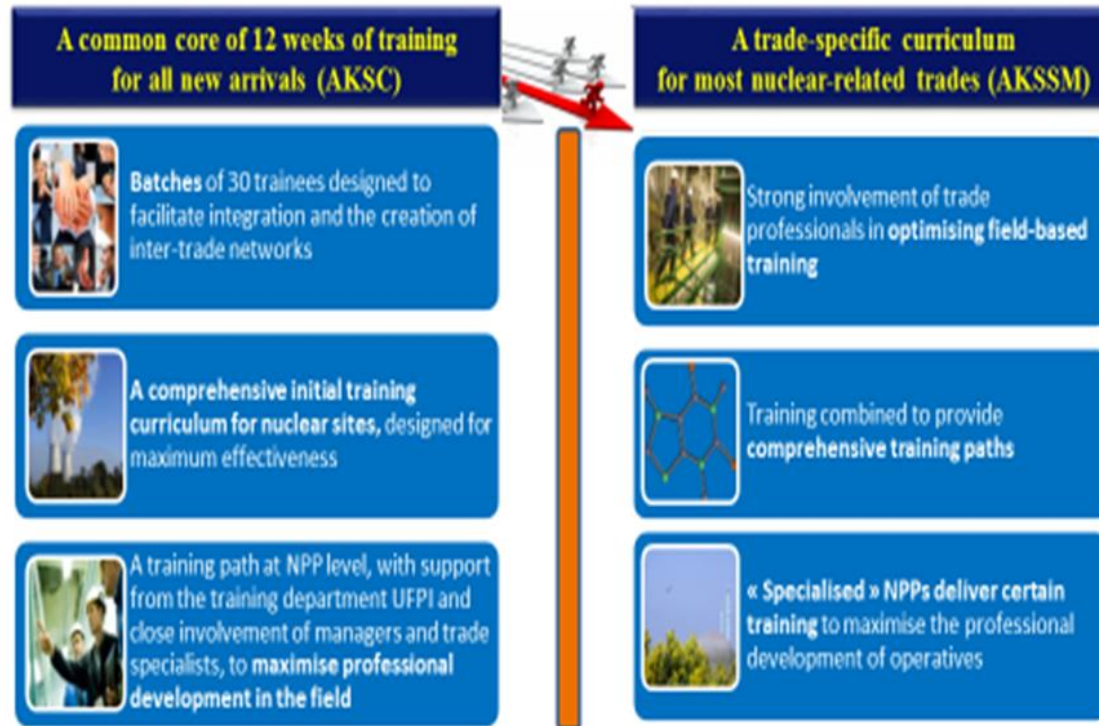 A common core of 12 weeks of training
for all new arrivals (AKSC)
Batches of 30 trainees designed to
facilitate integration and the creation of
inter-trade networks
A comprehensive initial training
curriculum for nuclear sites, designed for
maximum effectiveness
A training path at NPP level, with support
from the training department UFPI and
close involvement of managers and trade
specialists, to maximise professional
development in the field
A trade-specific curriculum
for most nuclear-related trades (AKSSM)
Strong involvement of trade
professionals in optimising field-based
training
Training combined to provide
comprehensive training paths
« Specialised » NPPs deliver certain
training to maximise the professional
development of operatives